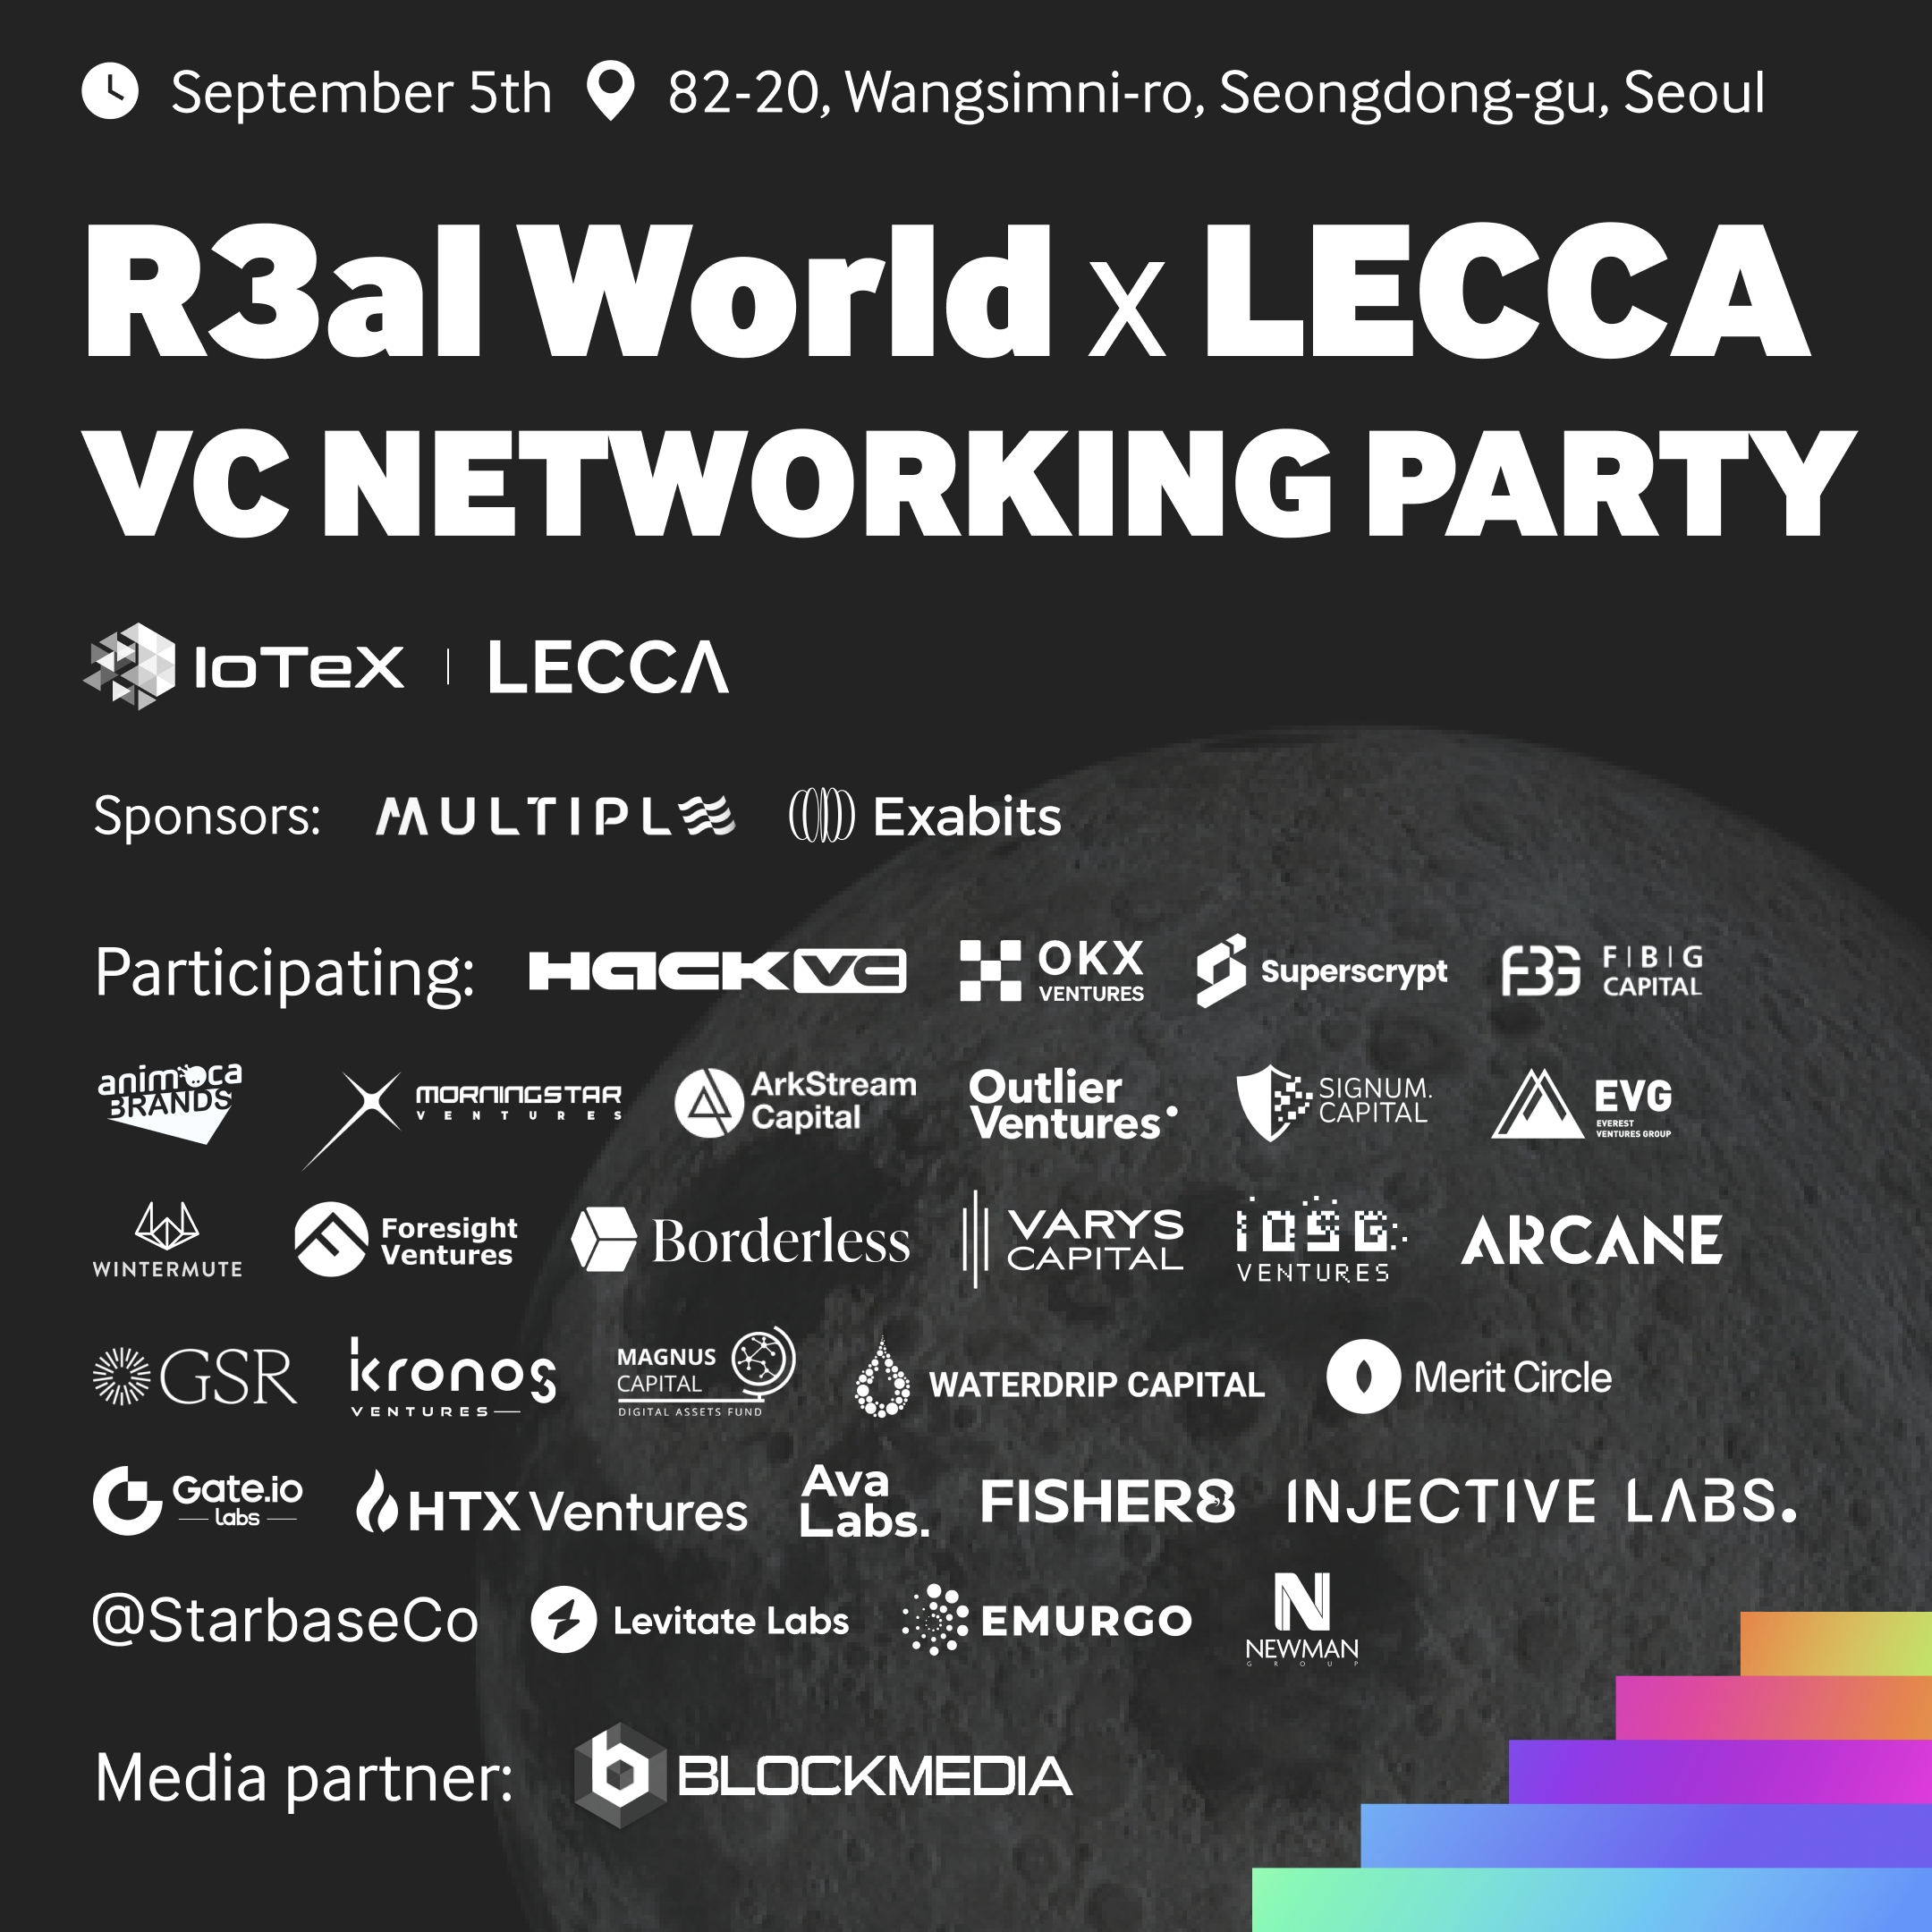 September 5th 82-20, Wangsimni-ro, Seongdong-gu, Seoul
R3al World x LECCA
VC NETWORKING PARTY
IoTeX | LECCA
Sponsors: MULTIPLE Exabits
Participating: HACK VC OKX VENTURES Superscrypt FBG F|B|G CAPITAL
animoca BRANDS MORNINGSTAR VENTURES ArkStream Capital Outlier Ventures SIGNUM. CAPITAL EVG EVEREST VENTURES GROUP
WINTERMUTE Foresight Ventures Borderless VARYS CAPITAL IOSG VENTURES ARCANE
GSR kronos VENTURES MAGNUS CAPITAL DIGITAL ASSETS FUND WATERDRIP CAPITAL Merit Circle
Gate.io labs HTX Ventures Ava Labs. FISHER8 INJECTIVE LABS.
@StarbaseCo Levitate Labs EMURGO N NEWMAN GROUP
Media partner: b BLOCKMEDIA